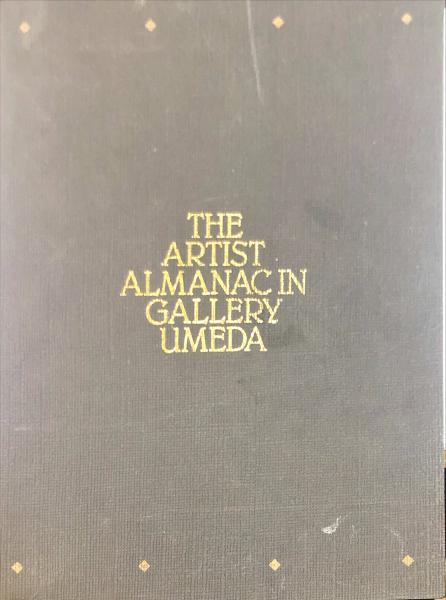 THE
ARTIST
ALMANAC IN
GALLERY
UMEDA